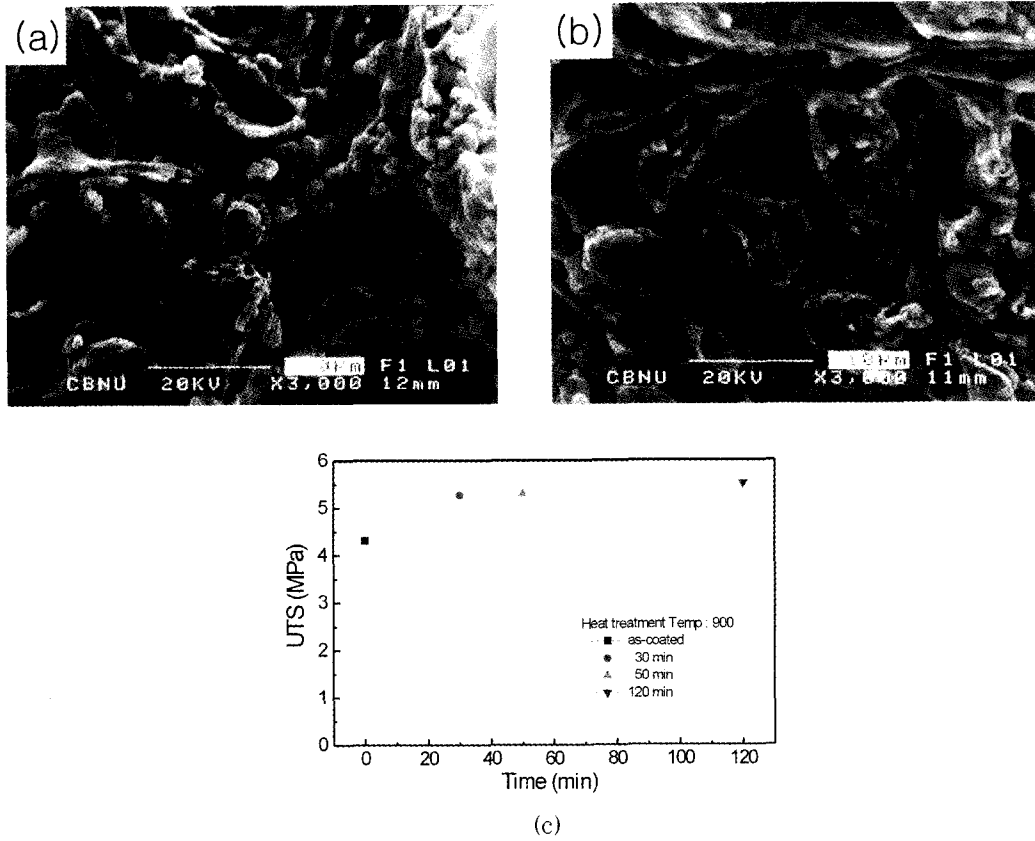 (a)
CBNU 20KV X3,000 12mm
F1 L01
(b)
CBNU 20KV X3,000 11mm
F1 L01
6
5
4
3
2
1
0
UTS (MPa)
Heat treatment Temp : 900
as-coated
30 min
50 min
120 min
0 20 40 60 80 100 120
Time (min)
(c)